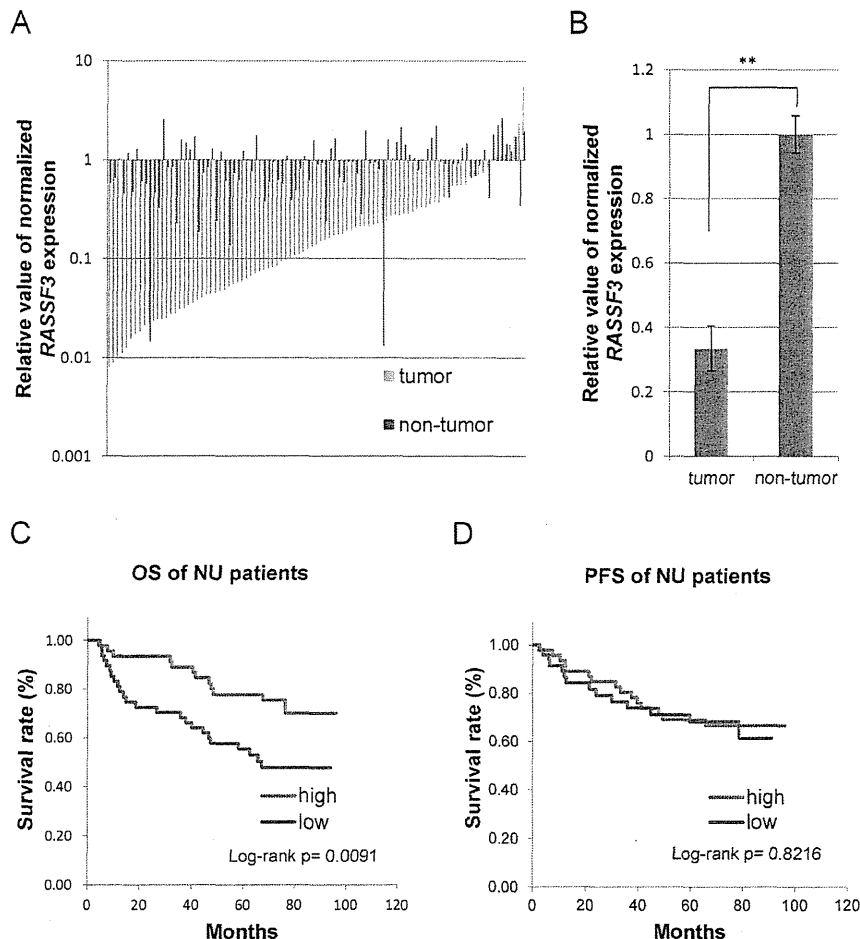 A
Relative value of normalized
RASSF3 expression
10
1
0.1
0.01
0.001
tumor
non-tumor
B
Relative value of normalized
RASSF3 expression
1.2
1
0.8
0.6
0.4
0.2
0
**
tumor
non-tumor
C
OS of NU patients
Survival rate (%)
1.00
0.80
0.60
0.40
0.20
0.00
high
low
Log-rank p= 0.0091
0 20 40 60 80 100 120
Months
D
PFS of NU patients
Survival rate (%)
1.00
0.80
0.60
0.40
0.20
0.00
high
low
Log-rank p= 0.8216
0 20 40 60 80 100 120
Months